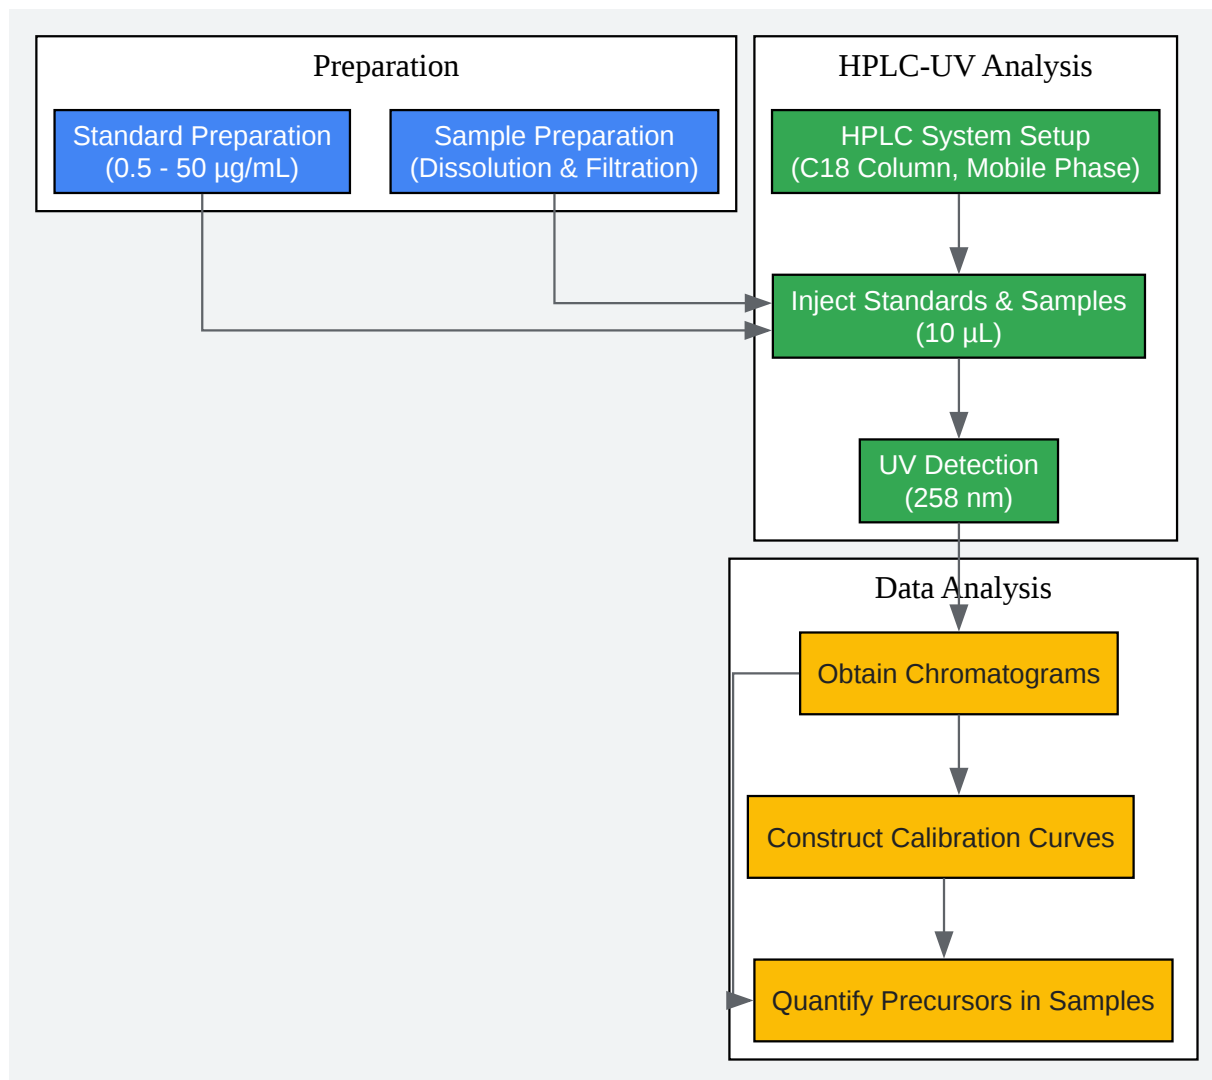 Preparation
Standard Preparation
(0.5 - 50 µg/mL)
Sample Preparation
(Dissolution & Filtration)
HPLC-UV Analysis
HPLC System Setup
(C18 Column, Mobile Phase)
Inject Standards & Samples
(10 µL)
UV Detection
(258 nm)
Data Analysis
Obtain Chromatograms
Construct Calibration Curves
Quantify Precursors in Samples